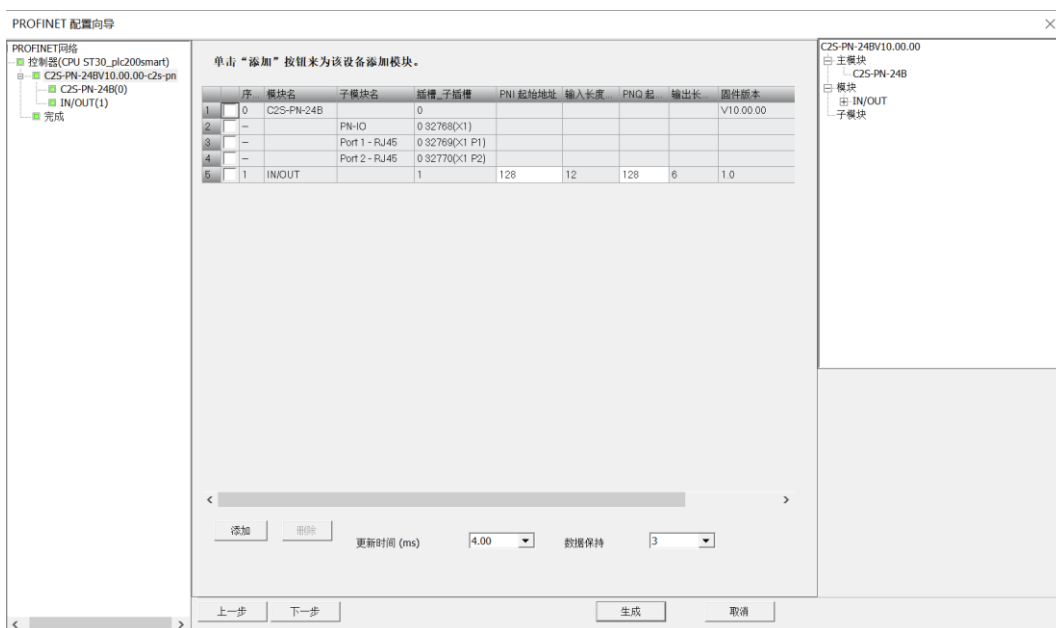 PROFINET 配置向导
PROFINET网络
控制器(CPU ST30_plc200smart)
C2S-PN-24BV10.00.00-c2s-pn
C2S-PN-24B(0)
IN/OUT(1)
完成
单击“添加”按钮来为该设备添加模块。
序... 模块名 子模块名 插槽_子插槽 PNI 起始地址 输入长度... PNQ 起... 输出长... 固件版本
1 0 C2S-PN-24B 0 V10.00.00
2 -- PN-IO 0 32768(X1)
3 -- Port 1 - RJ45 0 32769(X1 P1)
4 -- Port 2 - RJ45 0 32770(X1 P2)
5 1 IN/OUT 1 128 12 128 6 1.0
添加 删除 更新时间 (ms) 4.00 数据保持 3
上一步 下一步 生成 取消
C2S-PN-24BV10.00.00
主模块
C2S-PN-24B
模块
IN/OUT
子模块